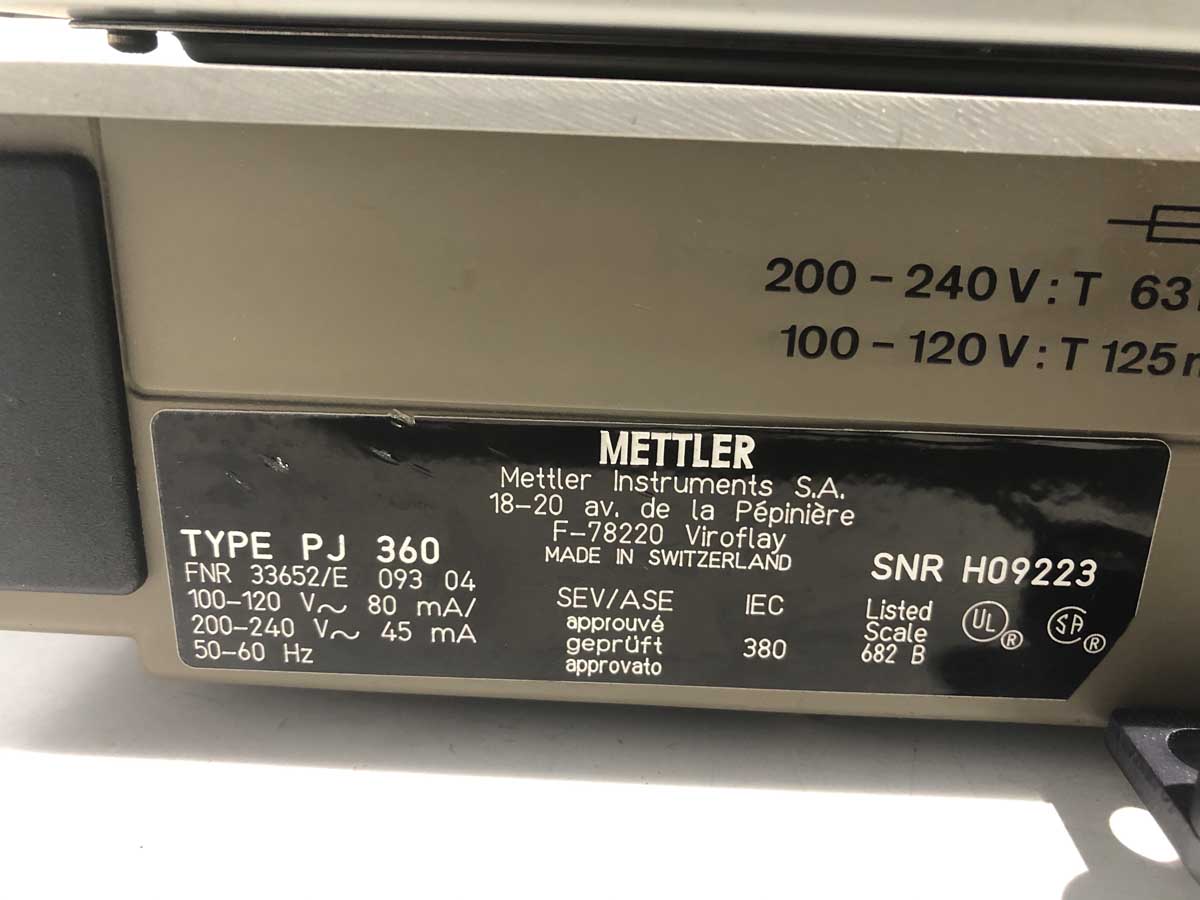 200-240 V : T 63
100-120 V : T 125
METTLER
Mettler Instruments S.A.
18-20 av. de la Pépinière
F-78220 Viroflay
MADE IN SWITZERLAND
TYPE PJ 360
FNR 33652/E 093 04
100-120 V~ 80 mA/
200-240 V~ 45 mA
50-60 Hz
SEV/ASE
approuvé
geprüft
approvato
IEC
380
SNR H09223
Listed
Scale
682 B
UL®
SA®